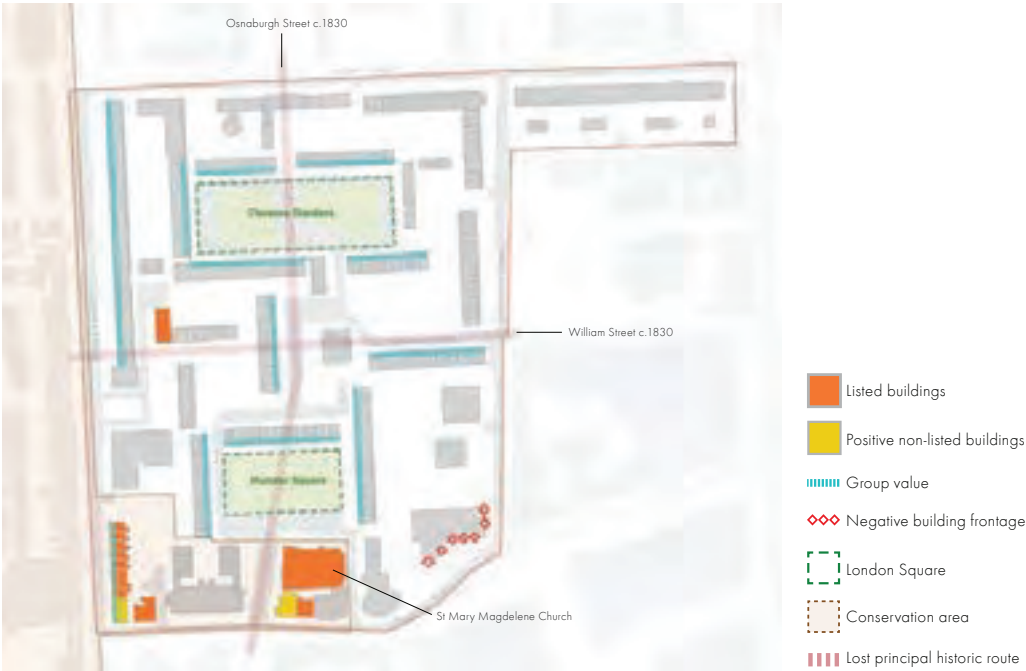 Osnaburgh Street c.1830
Clarence Gardens
William Street c.1830
Listed buildings
Positive non-listed buildings
Munster Square
Group value
Negative building frontage
London Square
St Mary Magdelene Church
Conservation area
Lost principal historic route